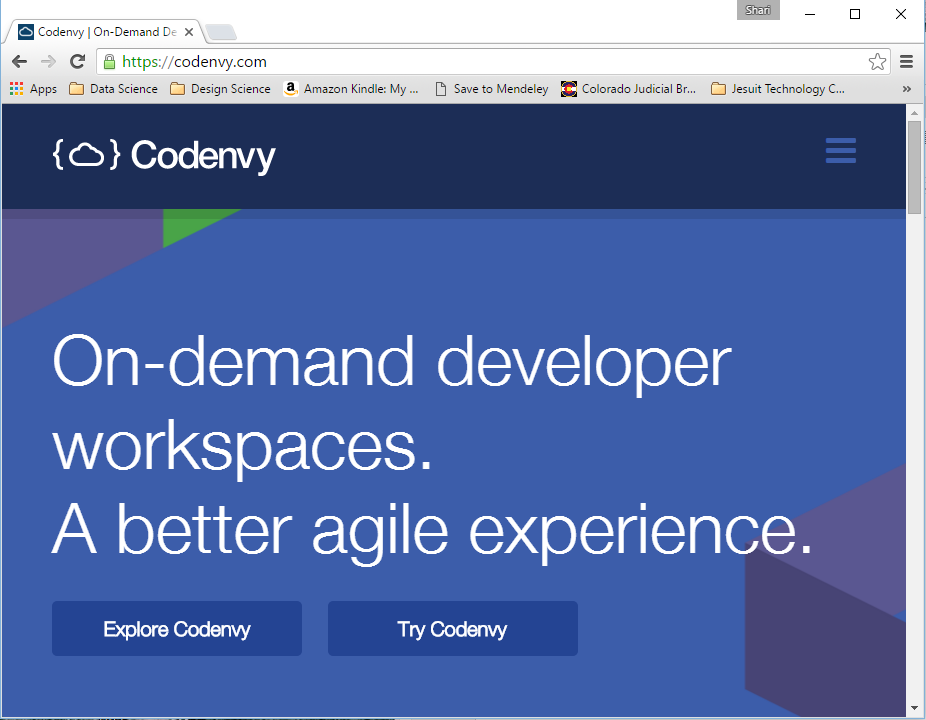 Shari
Codenvy | On-Demand De
https://codenvy.com
Apps Data Science Design Science Amazon Kindle: My ... Save to Mendeley Colorado Judicial Br... Jesuit Technology C... »
{ } Codenvy
On-demand developer
workspaces.
A better agile experience.
Explore Codenvy Try Codenvy